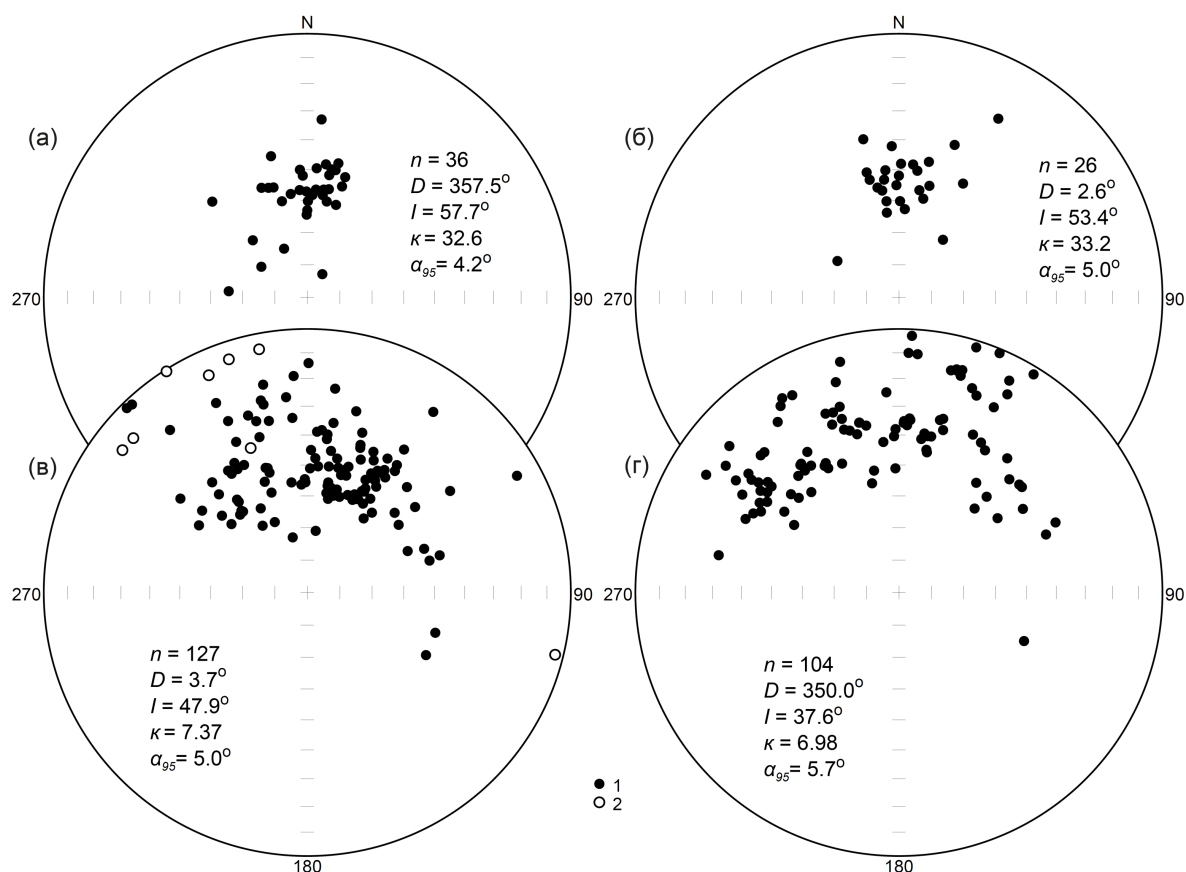 N
(а)
n = 36
D = 357.5°
I = 57.7°
κ = 32.6
α95= 4.2°
270
90
(б)
n = 26
D = 2.6°
I = 53.4°
κ = 33.2
α95= 5.0°
270
90
(в)
n = 127
D = 3.7°
I = 47.9°
κ = 7.37
α95= 5.0°
270
90
180
(г)
n = 104
D = 350.0°
I = 37.6°
κ = 6.98
α95= 5.7°
270
90
180
N
1
2